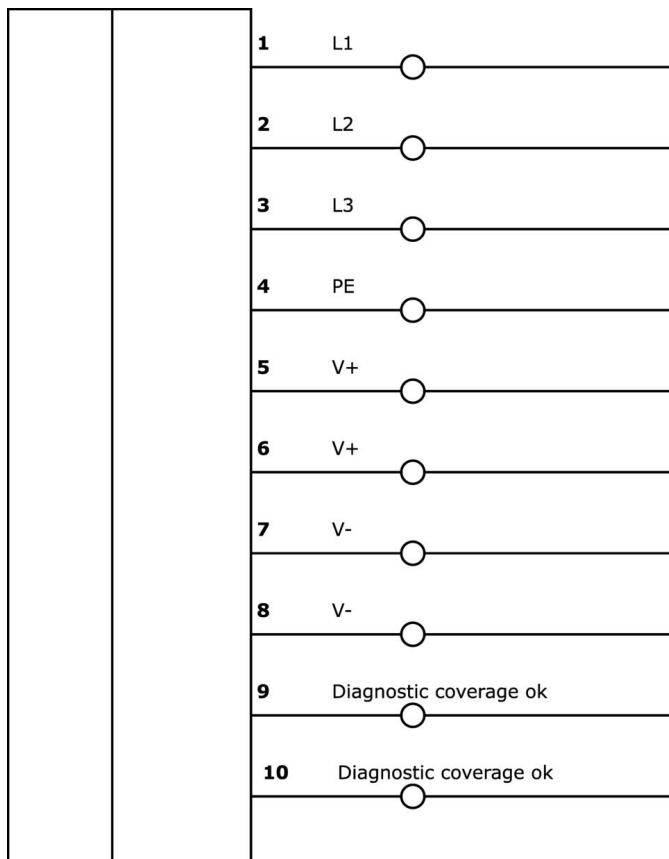 1 L1
2 L2
3 L3
4 PE
5 V+
6 V+
7 V-
8 V-
9 Diagnostic coverage ok
10 Diagnostic coverage ok